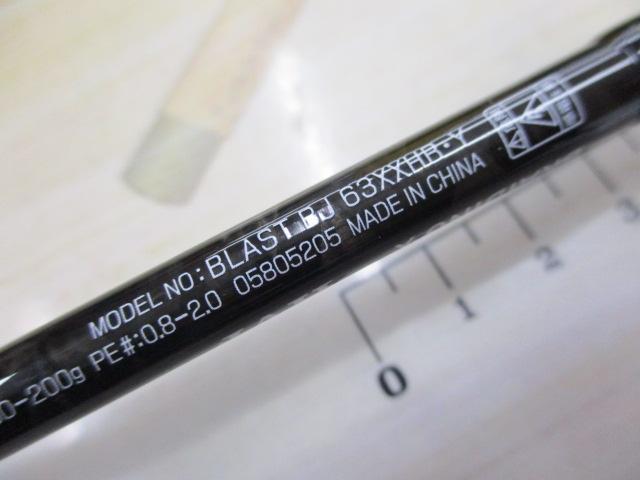 MODEL NO:BLAST BJ 63XXHB·Y
0-200g PE#:0.8-2.0 05805205 MADE IN CHINA
0 1 2 3